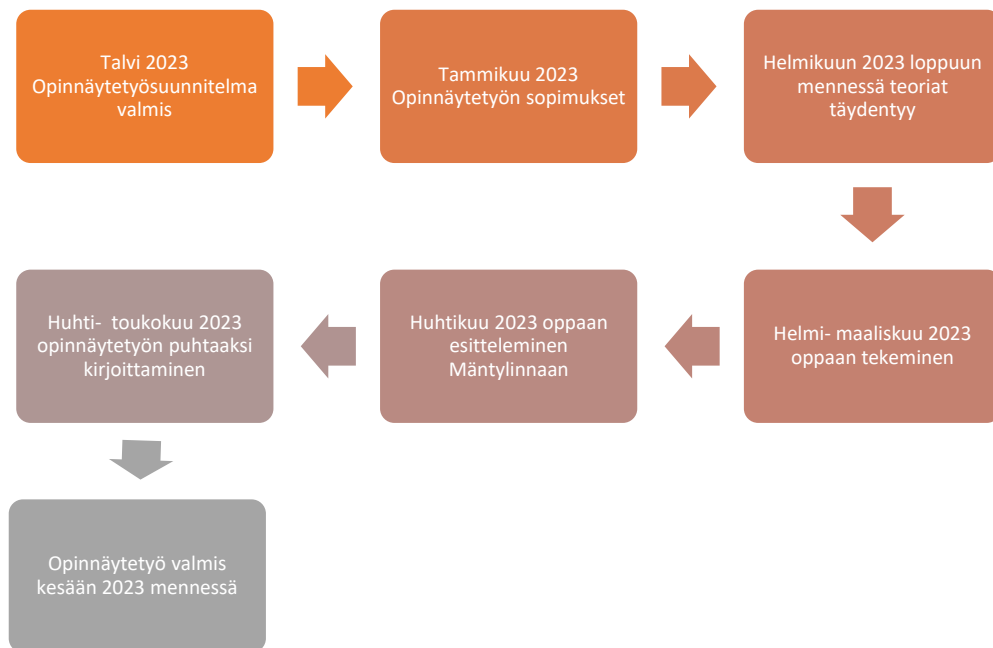 Talvi 2023
Opinnäytetyösuunnitelma
valmis
Tammikuu 2023
Opinnäytetyön sopimukset
Helmikuun 2023 loppuun
mennessä teoriat
täydentyy
Helmi- maaliskuu 2023
oppaan tekeminen
Huhtikuu 2023 oppaan
esitteleminen
Mäntylinnaan
Huhti- toukokuu 2023
opinnäytetyön puhtaaksi
kirjoittaminen
Opinnäytetyö valmis
kesään 2023 mennessä